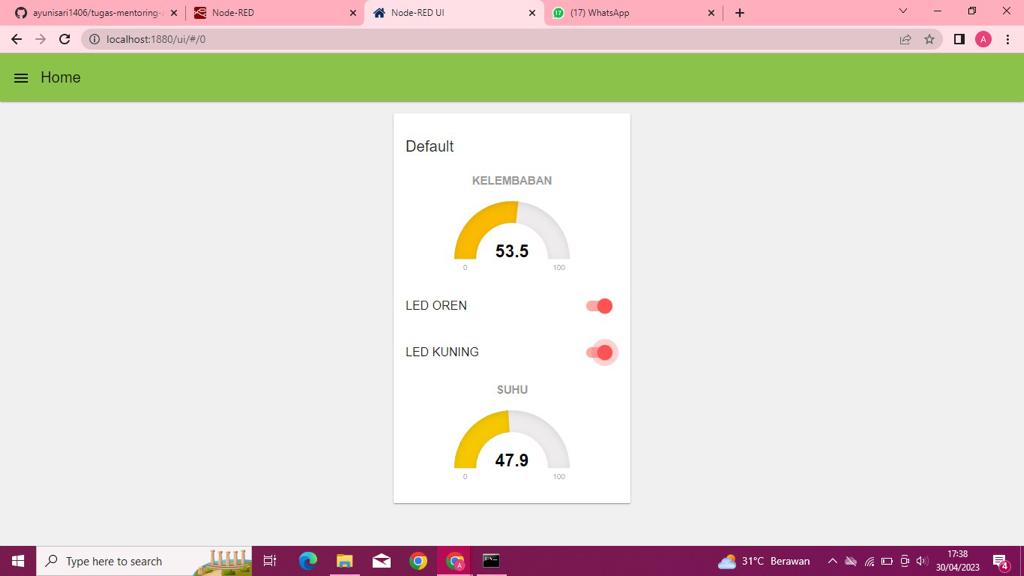 ayunisari1406/tugas-mentoring-
Node-RED
Node-RED UI
(17) WhatsApp
localhost:1880/ui/#/0
A
Home
Default
KELEMBABAN
53.5
0
100
LED OREN
LED KUNING
SUHU
47.9
0
100
Type here to search
31°C Berawan
17:38
30/04/2023
4